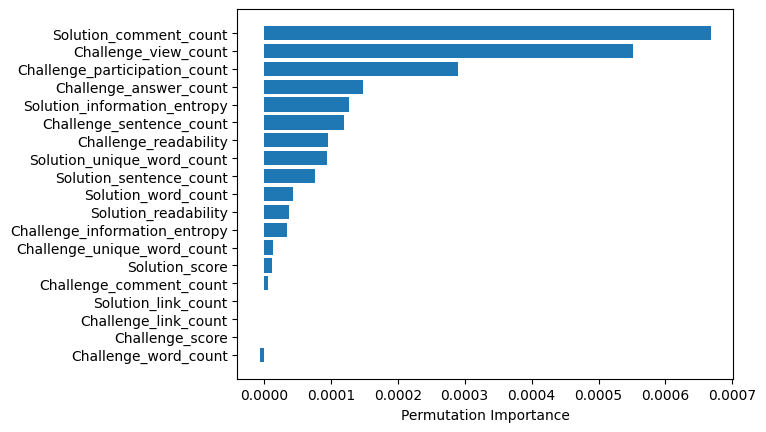 Solution_comment_count
Challenge_view_count
Challenge_participation_count
Challenge_answer_count
Solution_information_entropy
Challenge_sentence_count
Challenge_readability
Solution_unique_word_count
Solution_sentence_count
Solution_word_count
Solution_readability
Challenge_information_entropy
Challenge_unique_word_count
Solution_score
Challenge_comment_count
Solution_link_count
Challenge_link_count
Challenge_score
Challenge_word_count
0.0000 0.0001 0.0002 0.0003 0.0004 0.0005 0.0006 0.0007
Permutation Importance